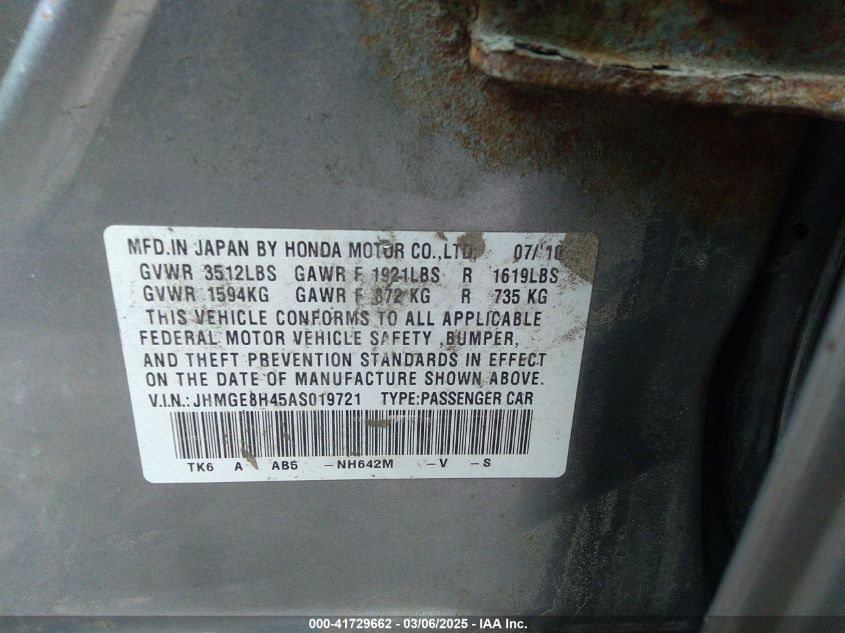 MFD.IN JAPAN BY HONDA MOTOR CO.,LTD. 07/'10
GVWR 3512LBS GAWR F 1921LBS R 1619LBS
GVWR 1594KG GAWR F 872 KG R 735 KG
THIS VEHICLE CONFORMS TO ALL APPLICABLE
FEDERAL MOTOR VEHICLE SAFETY ,BUMPER,
AND THEFT PREVENTION STANDARDS IN EFFECT
ON THE DATE OF MANUFACTURE SHOWN ABOVE.
V.I.N.:JHMGE8H45AS019721 TYPE:PASSENGER CAR
TK6 A AB5 -NH642M -V -S
000-41729662 - 03/06/2025 - IAA Inc.